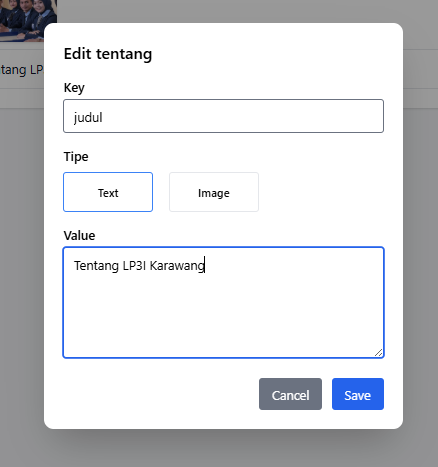 tang LP
Edit tentang
Key
judul
Tipe
Text
Image
Value
Tentang LP3I Karawang
Cancel
Save